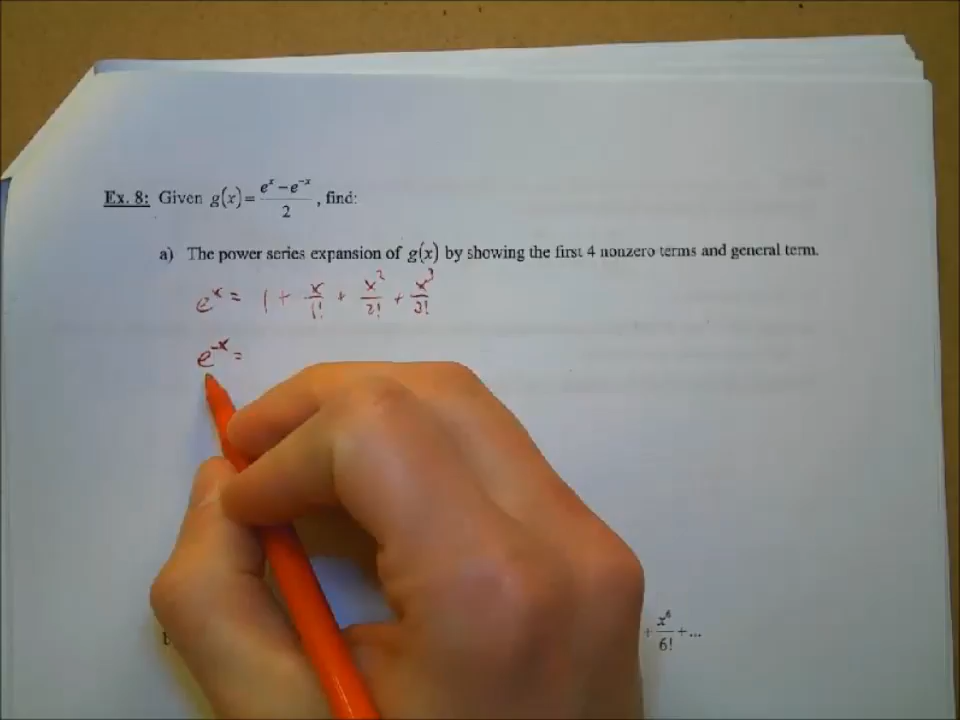 Ex. 8: Given g(x) = (e^x − e^−x)/2 , find:
a) The power series expansion of g(x) by showing the first 4 nonzero terms and general term.
e^x = 1 + x/1! + x^2/2! + x^3/3!
e^−x =
+ x^6/6! + ...